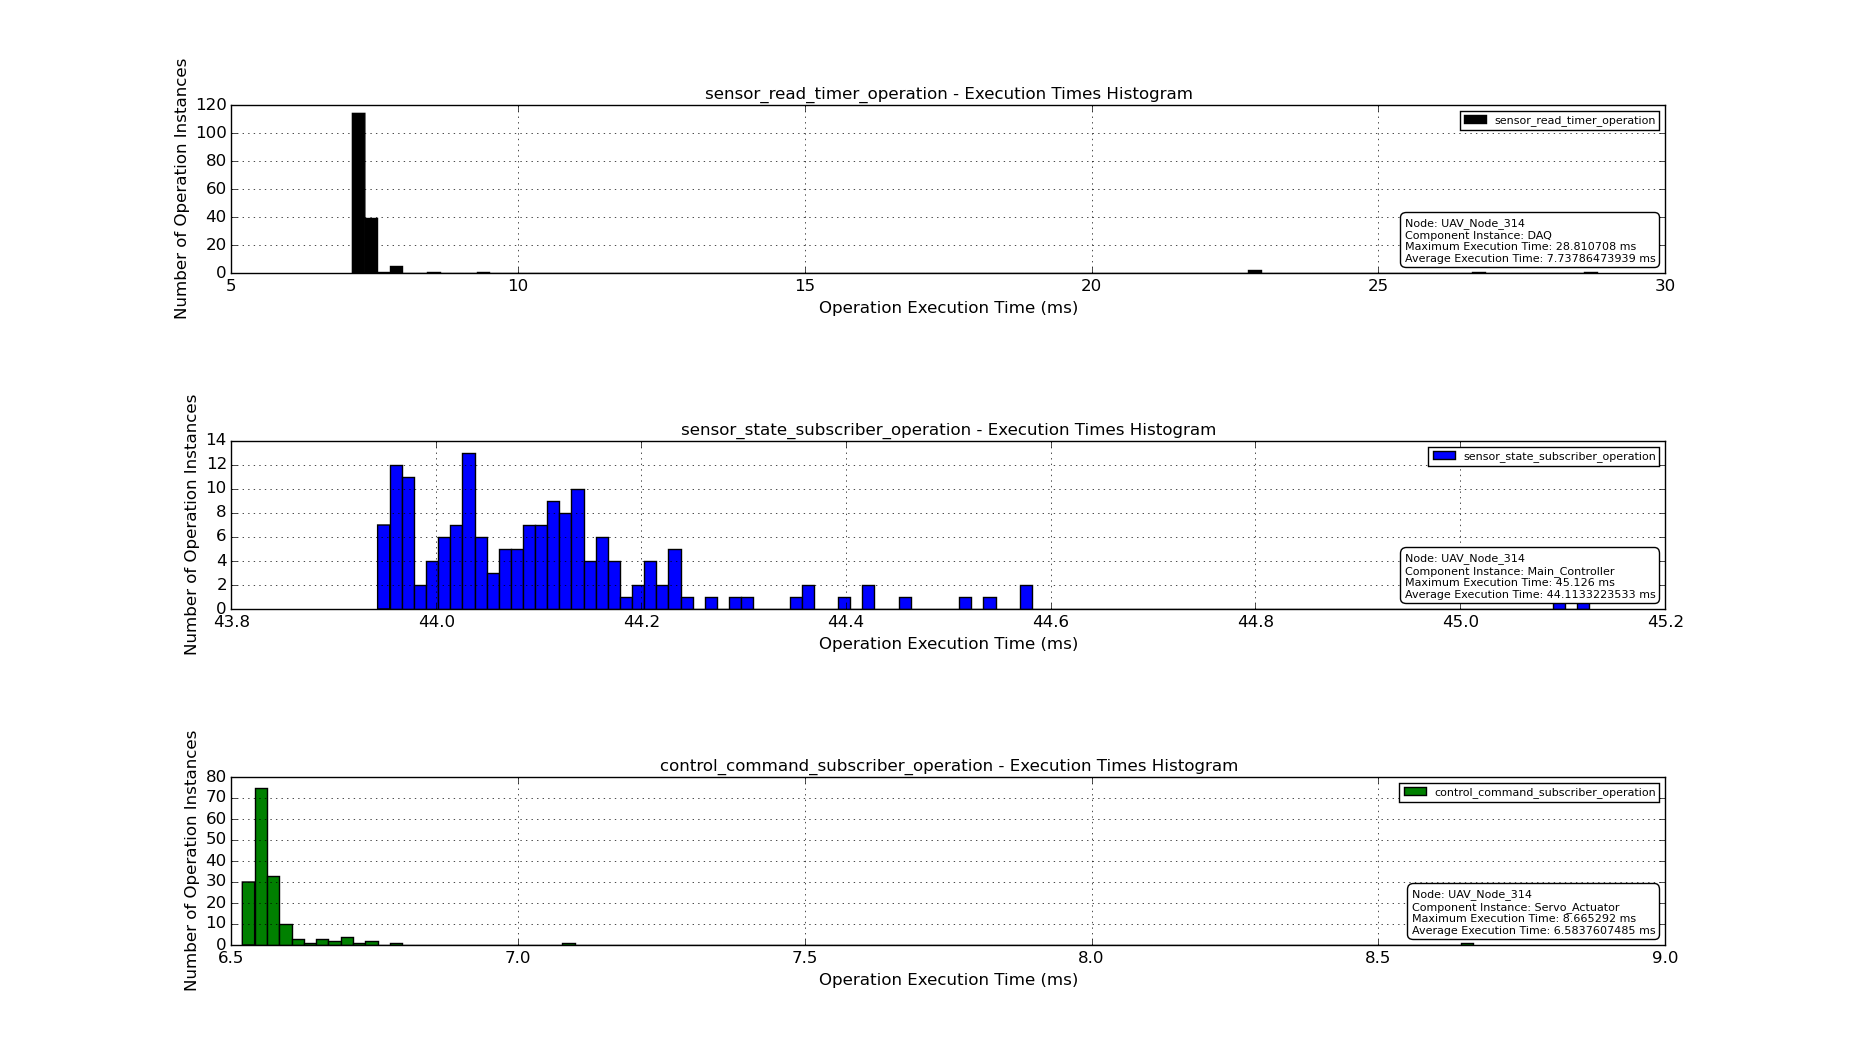 sensor_read_timer_operation - Execution Times Histogram
Number of Operation Instances
120
100
80
60
40
20
0
sensor_read_timer_operation
Node: UAV_Node_314
Component Instance: DAQ
Maximum Execution Time: 28.810708 ms
Average Execution Time: 7.73786473939 ms
5 10 15 20 25 30
Operation Execution Time (ms)
sensor_state_subscriber_operation - Execution Times Histogram
Number of Operation Instances
14
12
10
8
6
4
2
0
sensor_state_subscriber_operation
Node: UAV_Node_314
Component Instance: Main_Controller
Maximum Execution Time: 45.126 ms
Average Execution Time: 44.1133223533 ms
43.8 44.0 44.2 44.4 44.6 44.8 45.0 45.2
Operation Execution Time (ms)
control_command_subscriber_operation - Execution Times Histogram
Number of Operation Instances
80
70
60
50
40
30
20
10
0
control_command_subscriber_operation
Node: UAV_Node_314
Component Instance: Servo_Actuator
Maximum Execution Time: 8.665292 ms
Average Execution Time: 6.5837607485 ms
6.5 7.0 7.5 8.0 8.5 9.0
Operation Execution Time (ms)